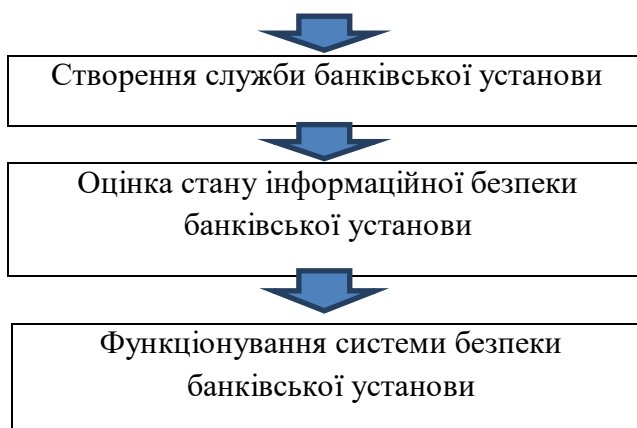 Створення служби банківської установи
Оцінка стану інформаційної безпеки
банківської установи
Функціонування системи безпеки
банківської установи